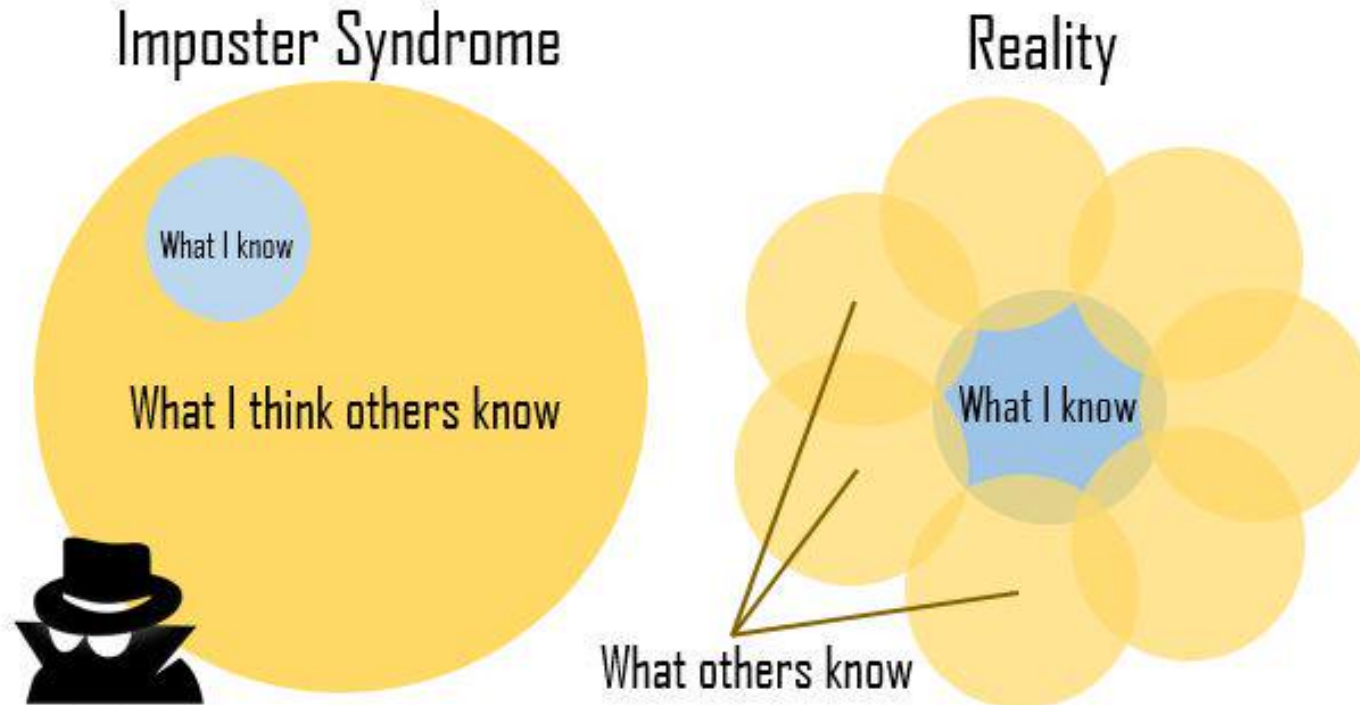 Imposter Syndrome
What I know
What I think others know
Reality
What I know
What others know